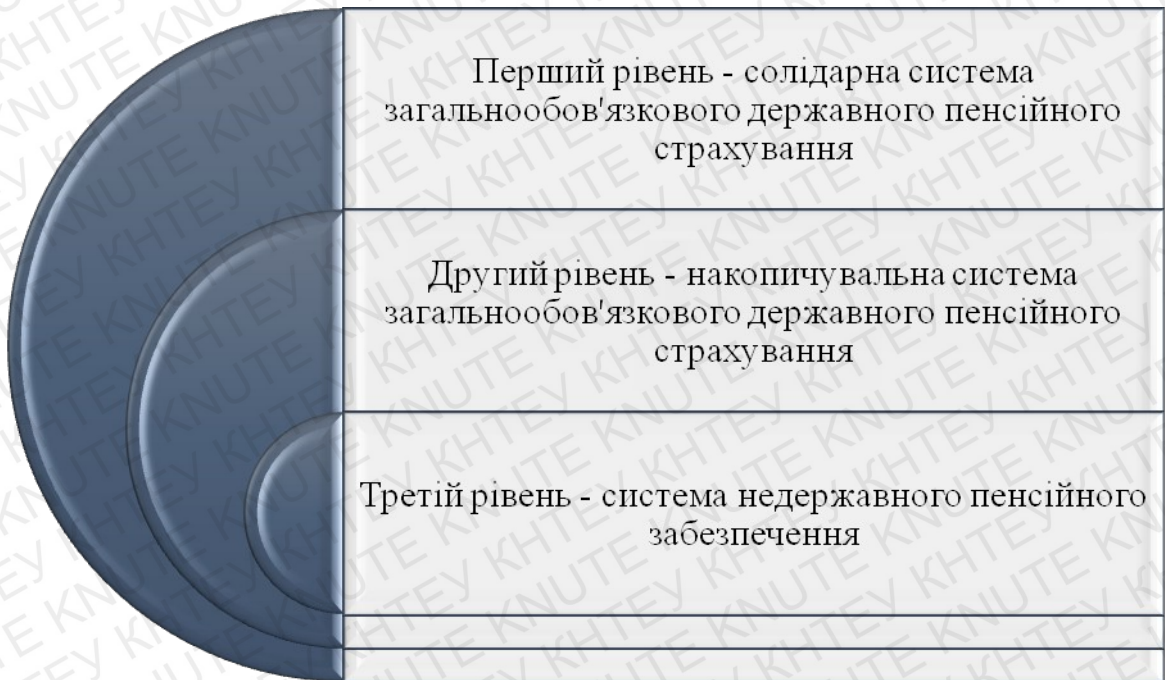 Перший рівень - солідарна система
загальнообов'язкового державного пенсійного
страхування
Другий рівень - накопичувальна система
загальнообов'язкового державного пенсійного
страхування
Третій рівень - система недержавного пенсійного
забезпечення